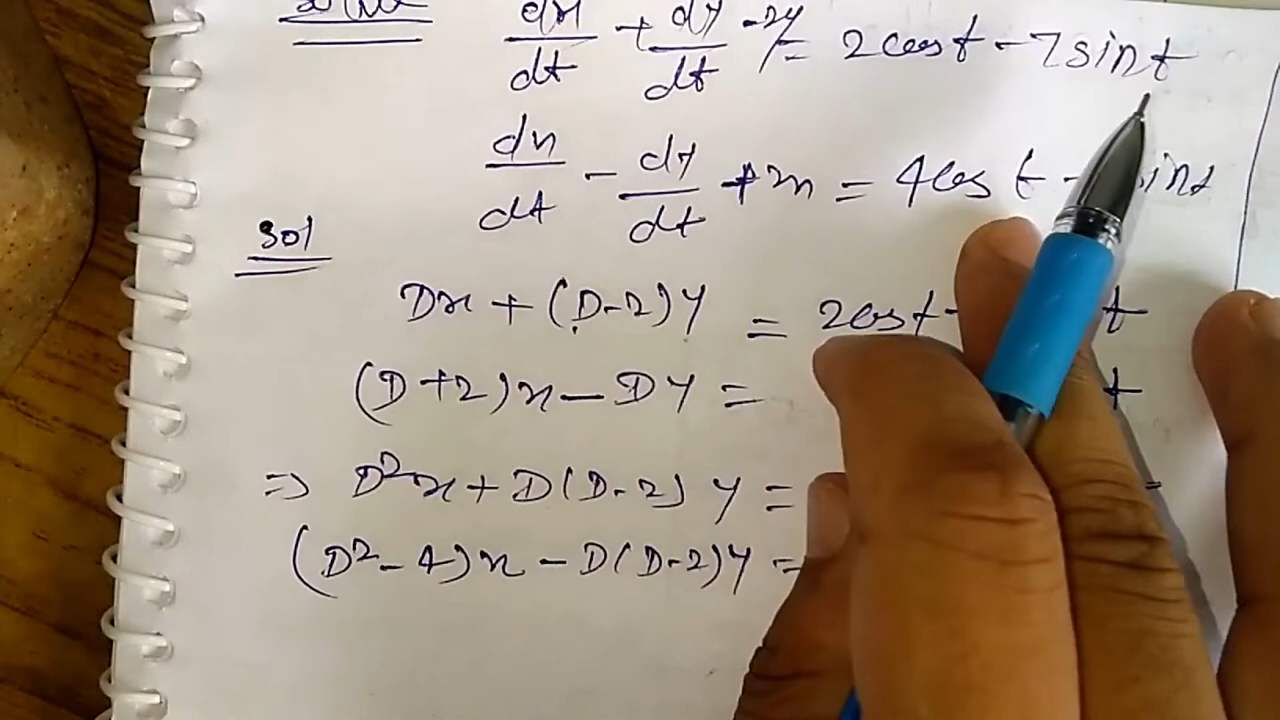 dx/dt + dy/dt - 2y = 2cost - 7sint
dx/dt - dy/dt + 2x = 4cos t - sint
Sol
Dx + (D-2)y = 2cost - t
(D+2)x - Dy = t
⇒ D²x + D(D-2) y =
(D²-4)x - D(D-2)y =